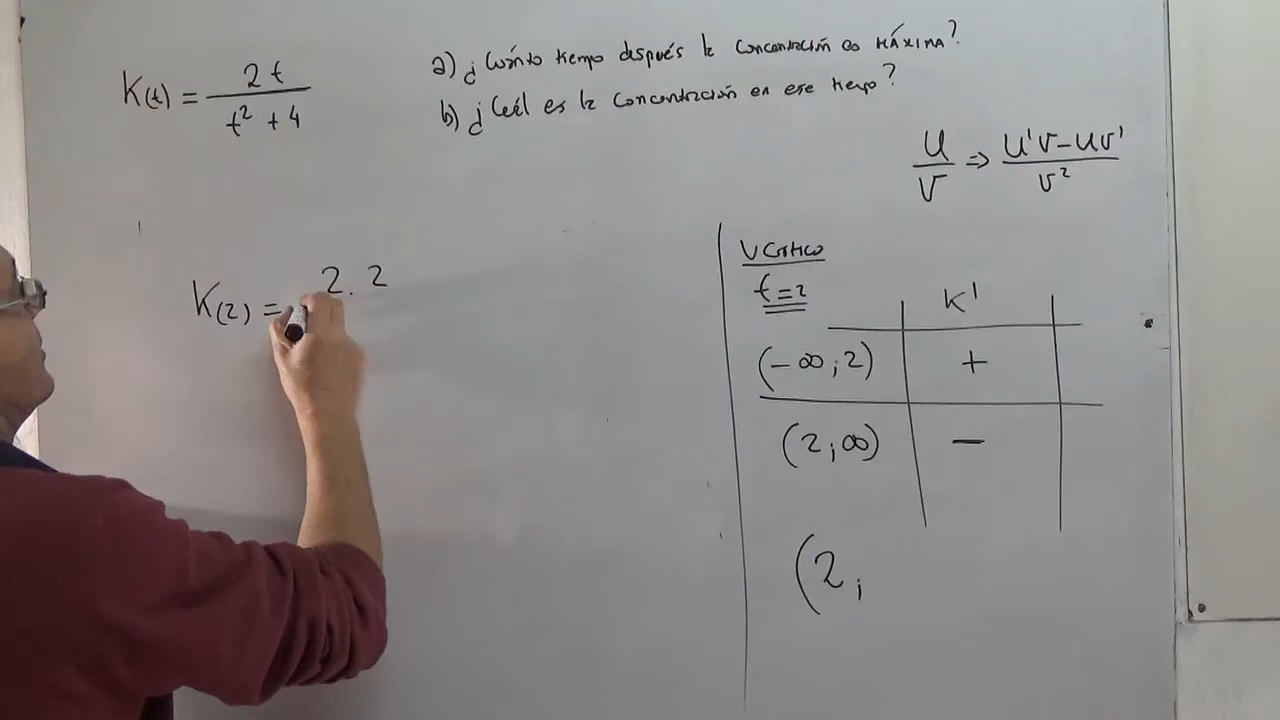 K(t) = 2t / t² + 4
a) ¿Cuánto tiempo después la concentración es MÁXIMA?
b) ¿Cuál es la concentración en ese tiempo?
u / v ⇒ u'v - uv' / v²
V Crítico
t = 2
K'
(-∞ ; 2) +
(2 ; ∞) -
(2 ;
K(2) = 2 . 2